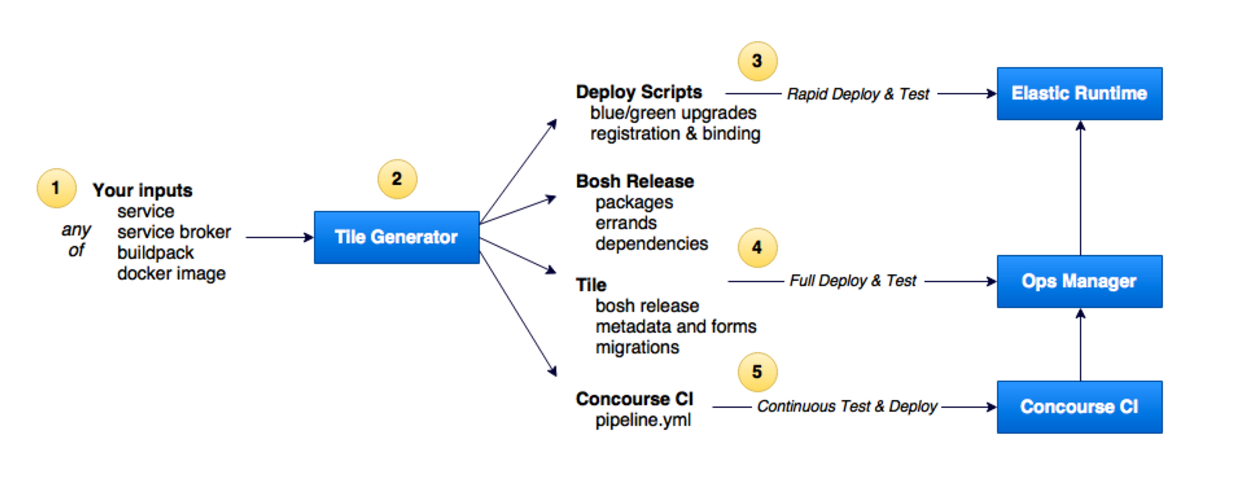 1
Your inputs
any of
service
service broker
buildpack
docker image
2
Tile Generator
Deploy Scripts
blue/green upgrades
registration & binding
Bosh Release
packages
errands
dependencies
Tile
bosh release
metadata and forms
migrations
Concourse CI
pipeline.yml
3
Rapid Deploy & Test
4
Full Deploy & Test
5
Continuous Test & Deploy
Elastic Runtime
Ops Manager
Concourse CI